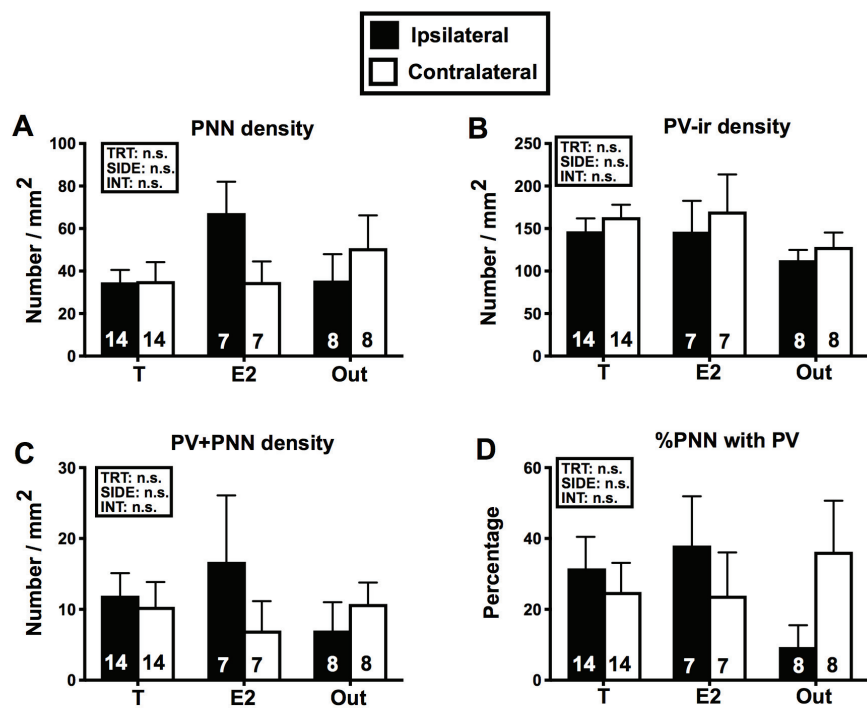 Ipsilateral
Contralateral
A
PNN density
100
80
60
40
20
0
Number / mm²
TRT: n.s.
SIDE: n.s.
INT: n.s.
14
14
7
7
8
8
T
E2
Out
B
PV-ir density
250
200
150
100
50
0
Number / mm²
TRT: n.s.
SIDE: n.s.
INT: n.s.
14
14
7
7
8
8
T
E2
Out
C
PV+PNN density
30
20
10
0
Number / mm²
TRT: n.s.
SIDE: n.s.
INT: n.s.
14
14
7
7
8
8
T
E2
Out
D
%PNN with PV
60
40
20
0
Percentage
TRT: n.s.
SIDE: n.s.
INT: n.s.
14
14
7
7
8
8
T
E2
Out